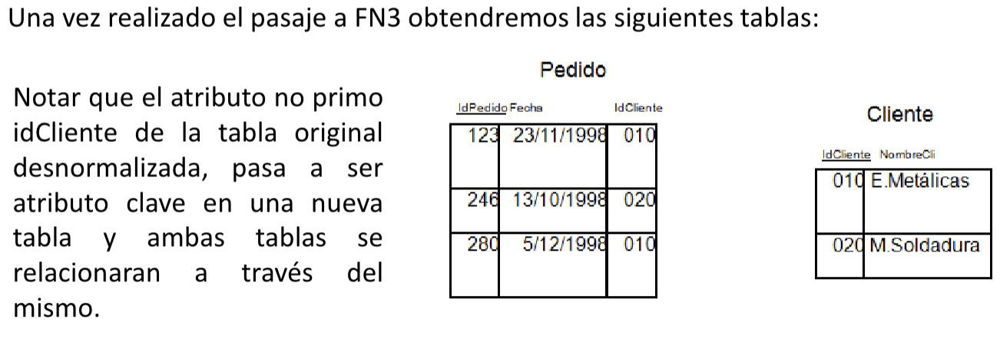 Una vez realizado el pasaje a FN3 obtendremos las siguientes tablas:
Notar que el atributo no primo
idCliente de la tabla original
desnormalizada, pasa a ser
atributo clave en una nueva
tabla y ambas tablas se
relacionaran a través del
mismo.
Pedido
IdPedido Fecha IdCliente
123 23/11/1998 010
246 13/10/1998 020
280 5/12/1998 010
Cliente
IdCliente NombreCli
010 E.Metálicas
020 M.Soldadura